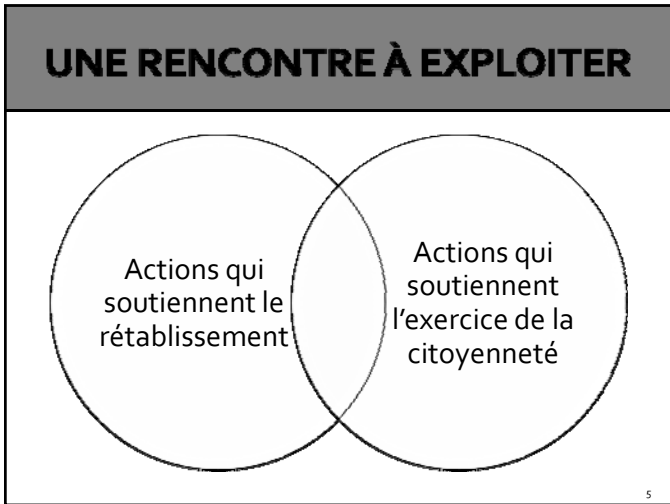 UNE RENCONTRE À EXPLOITER
Actions qui
soutiennent le
rétablissement
Actions qui
soutiennent
l'exercice de la
citoyenneté
5